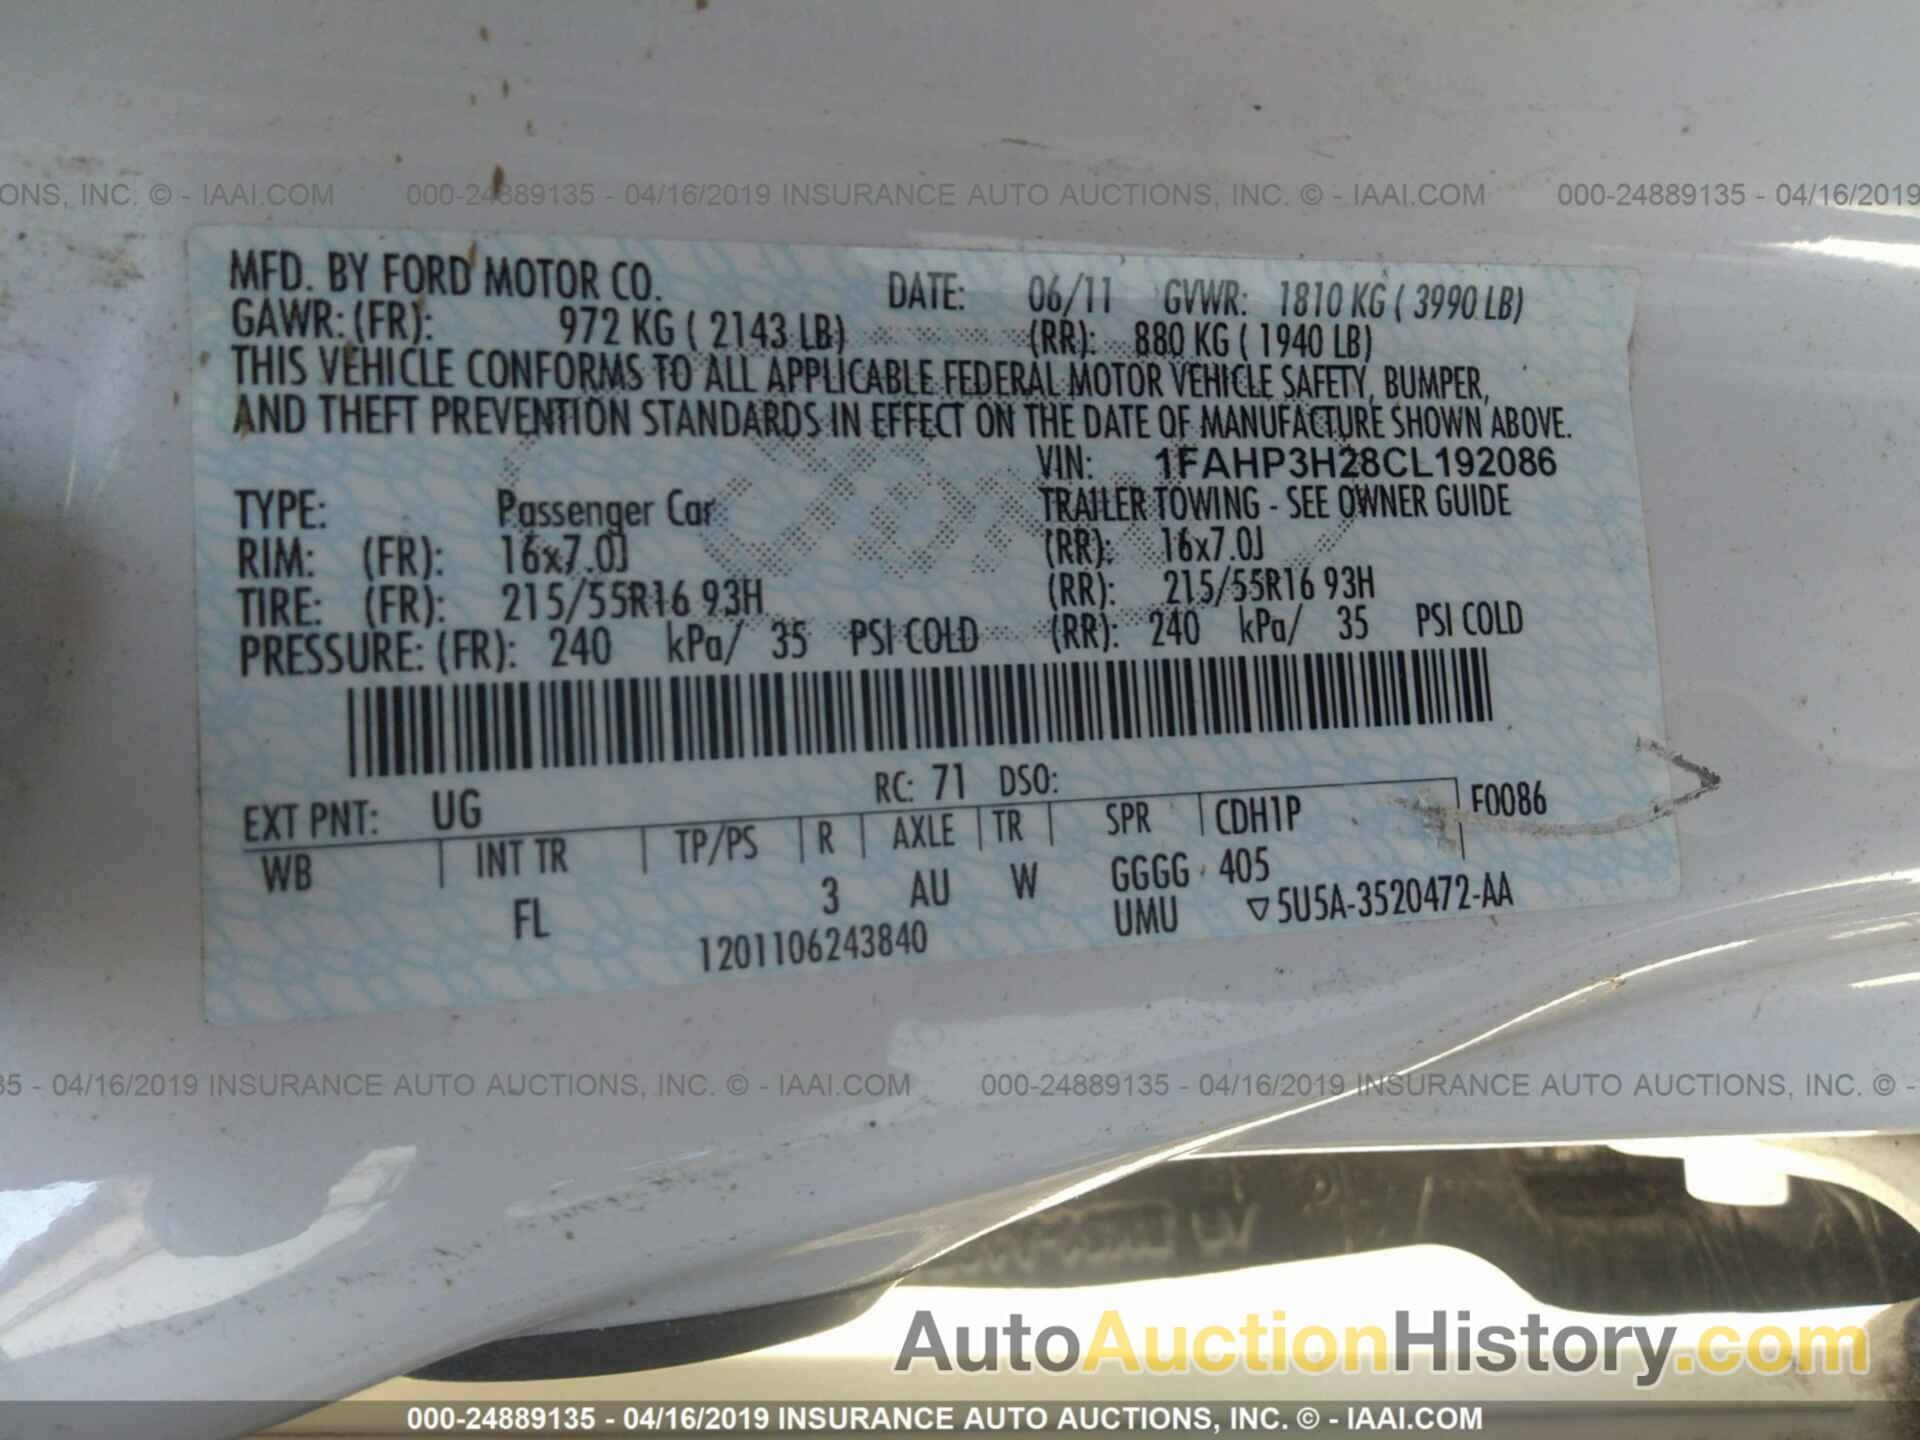 ONS, INC. © - IAAI.COM 000-24889135 - 04/16/2019 INSURANCE AUTO AUCTIONS, INC. © - IAAI.COM 000-24889135 - 04/16/2019
MFD. BY FORD MOTOR CO. DATE: 06/11 GVWR: 1810 KG ( 3990 LB)
GAWR: (FR): 972 KG ( 2143 LB) (RR): 880 KG ( 1940 LB)
THIS VEHICLE CONFORMS TO ALL APPLICABLE FEDERAL MOTOR VEHICLE SAFETY, BUMPER,
AND THEFT PREVENTION STANDARDS IN EFFECT ON THE DATE OF MANUFACTURE SHOWN ABOVE.
VIN: 1FAHP3H28CL192086
TYPE: Passenger Car TRAILER TOWING - SEE OWNER GUIDE
RIM: (FR): 16x7.0J (RR): 16x7.0J
TIRE: (FR): 215/55R16 93H (RR): 215/55R16 93H
PRESSURE: (FR): 240 kPa/ 35 PSI COLD (RR): 240 kPa/ 35 PSI COLD
EXT PNT: UG RC: 71 DSO:
WB INT TR TP/PS R AXLE TR SPR CDH1P F0086
FL 3 AU W GGGG 405
1201106243840 UMU ▽5U5A-3520472-AA
35 - 04/16/2019 INSURANCE AUTO AUCTIONS, INC. © - IAAI.COM 000-24889135 - 04/16/2019 INSURANCE AUTO AUCTIONS, INC. © -
AutoAuctionHistory.com
000-24889135 - 04/16/2019 INSURANCE AUTO AUCTIONS, INC. © - IAAI.COM